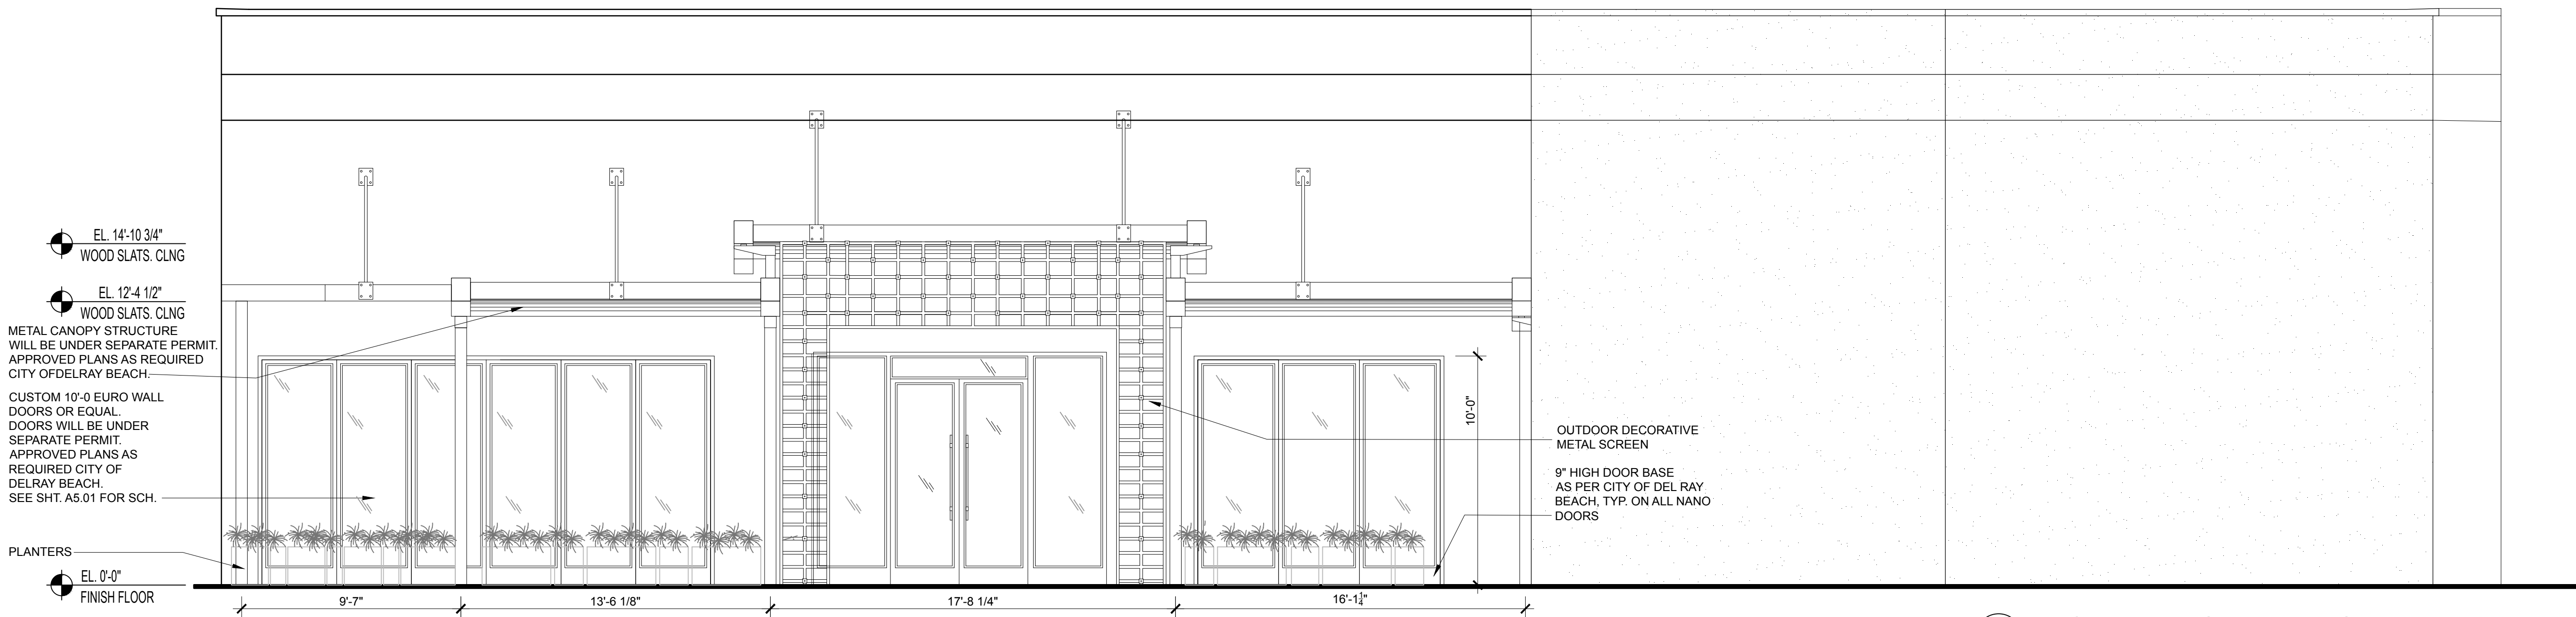 EL. 14'-10 3/4"
WOOD SLATS. CLNG
EL. 12'-4 1/2"
WOOD SLATS. CLNG
METAL CANOPY STRUCTURE
WILL BE UNDER SEPARATE PERMIT.
APPROVED PLANS AS REQUIRED
CITY OFDELRAY BEACH.
CUSTOM 10'-0 EURO WALL
DOORS OR EQUAL.
DOORS WILL BE UNDER
SEPARATE PERMIT.
APPROVED PLANS AS
REQUIRED CITY OF
DELRAY BEACH.
SEE SHT. A5.01 FOR SCH.
PLANTERS
EL. 0'-0"
FINISH FLOOR
10'-0"
OUTDOOR DECORATIVE
METAL SCREEN
9" HIGH DOOR BASE
AS PER CITY OF DEL RAY
BEACH, TYP. ON ALL NANO
DOORS
9'-7"
13'-6 1/8"
17'-8 1/4"
16'-1 1/4"